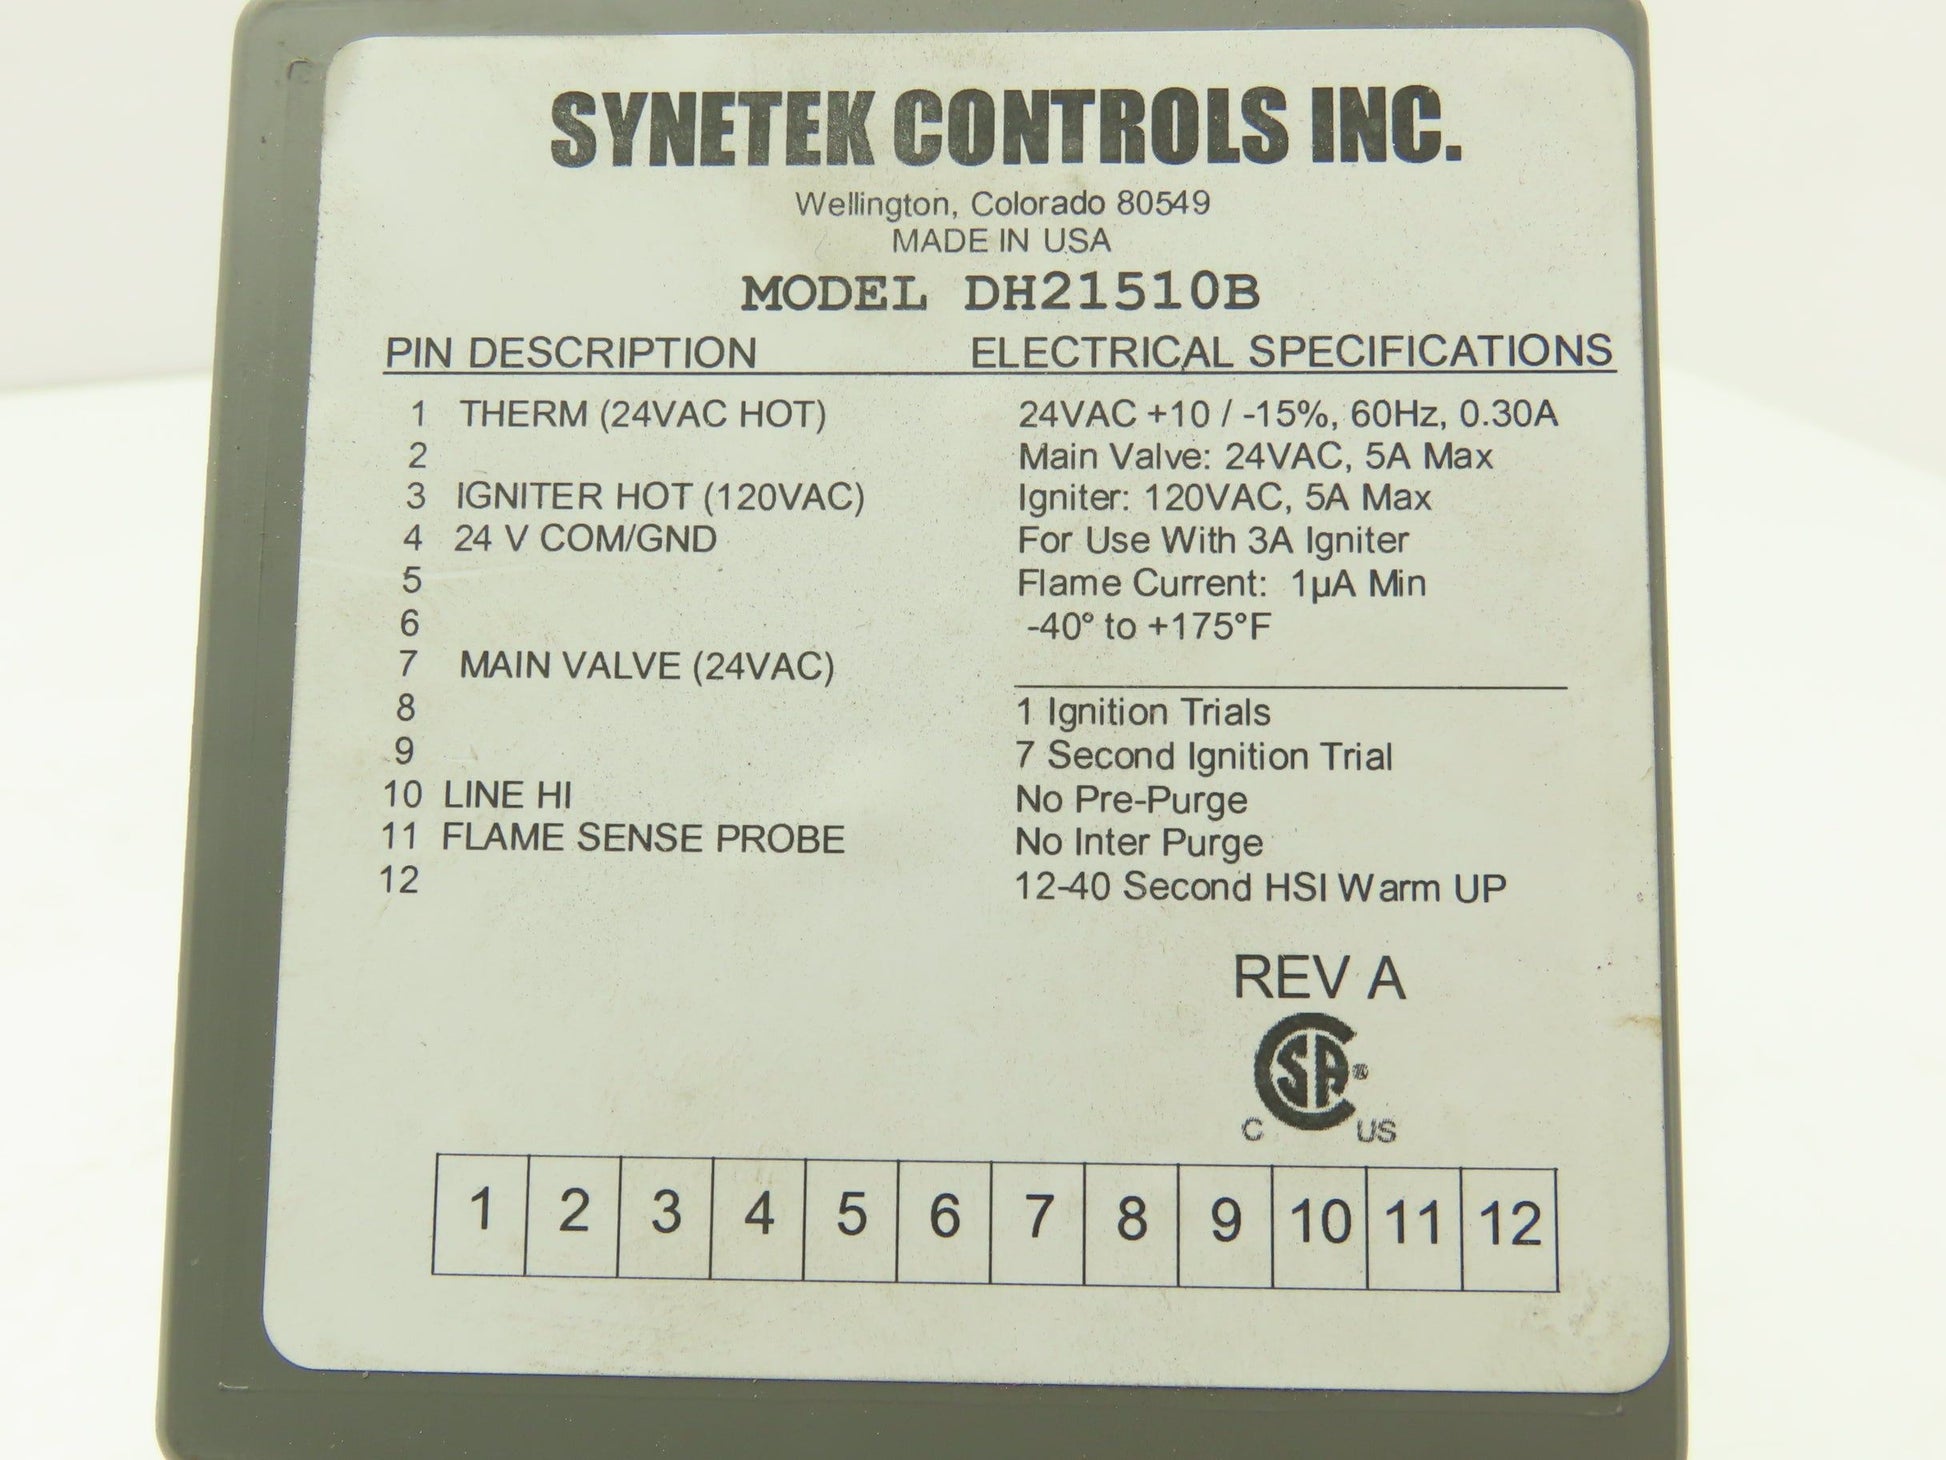 SYNETEK CONTROLS INC.
Wellington, Colorado 80549
MADE IN USA
MODEL DH21510B
PIN DESCRIPTION
1 THERM (24VAC HOT)
2
3 IGNITER HOT (120VAC)
4 24 V COM/GND
5
6
7 MAIN VALVE (24VAC)
8
9
10 LINE HI
11 FLAME SENSE PROBE
12
ELECTRICAL SPECIFICATIONS
24VAC +10 / -15%, 60Hz, 0.30A
Main Valve: 24VAC, 5A Max
Igniter: 120VAC, 5A Max
For Use With 3A Igniter
Flame Current: 1µA Min
-40° to +175°F
1 Ignition Trials
7 Second Ignition Trial
No Pre-Purge
No Inter Purge
12-40 Second HSI Warm UP
REV A
CSA®
C US
1 2 3 4 5 6 7 8 9 10 11 12